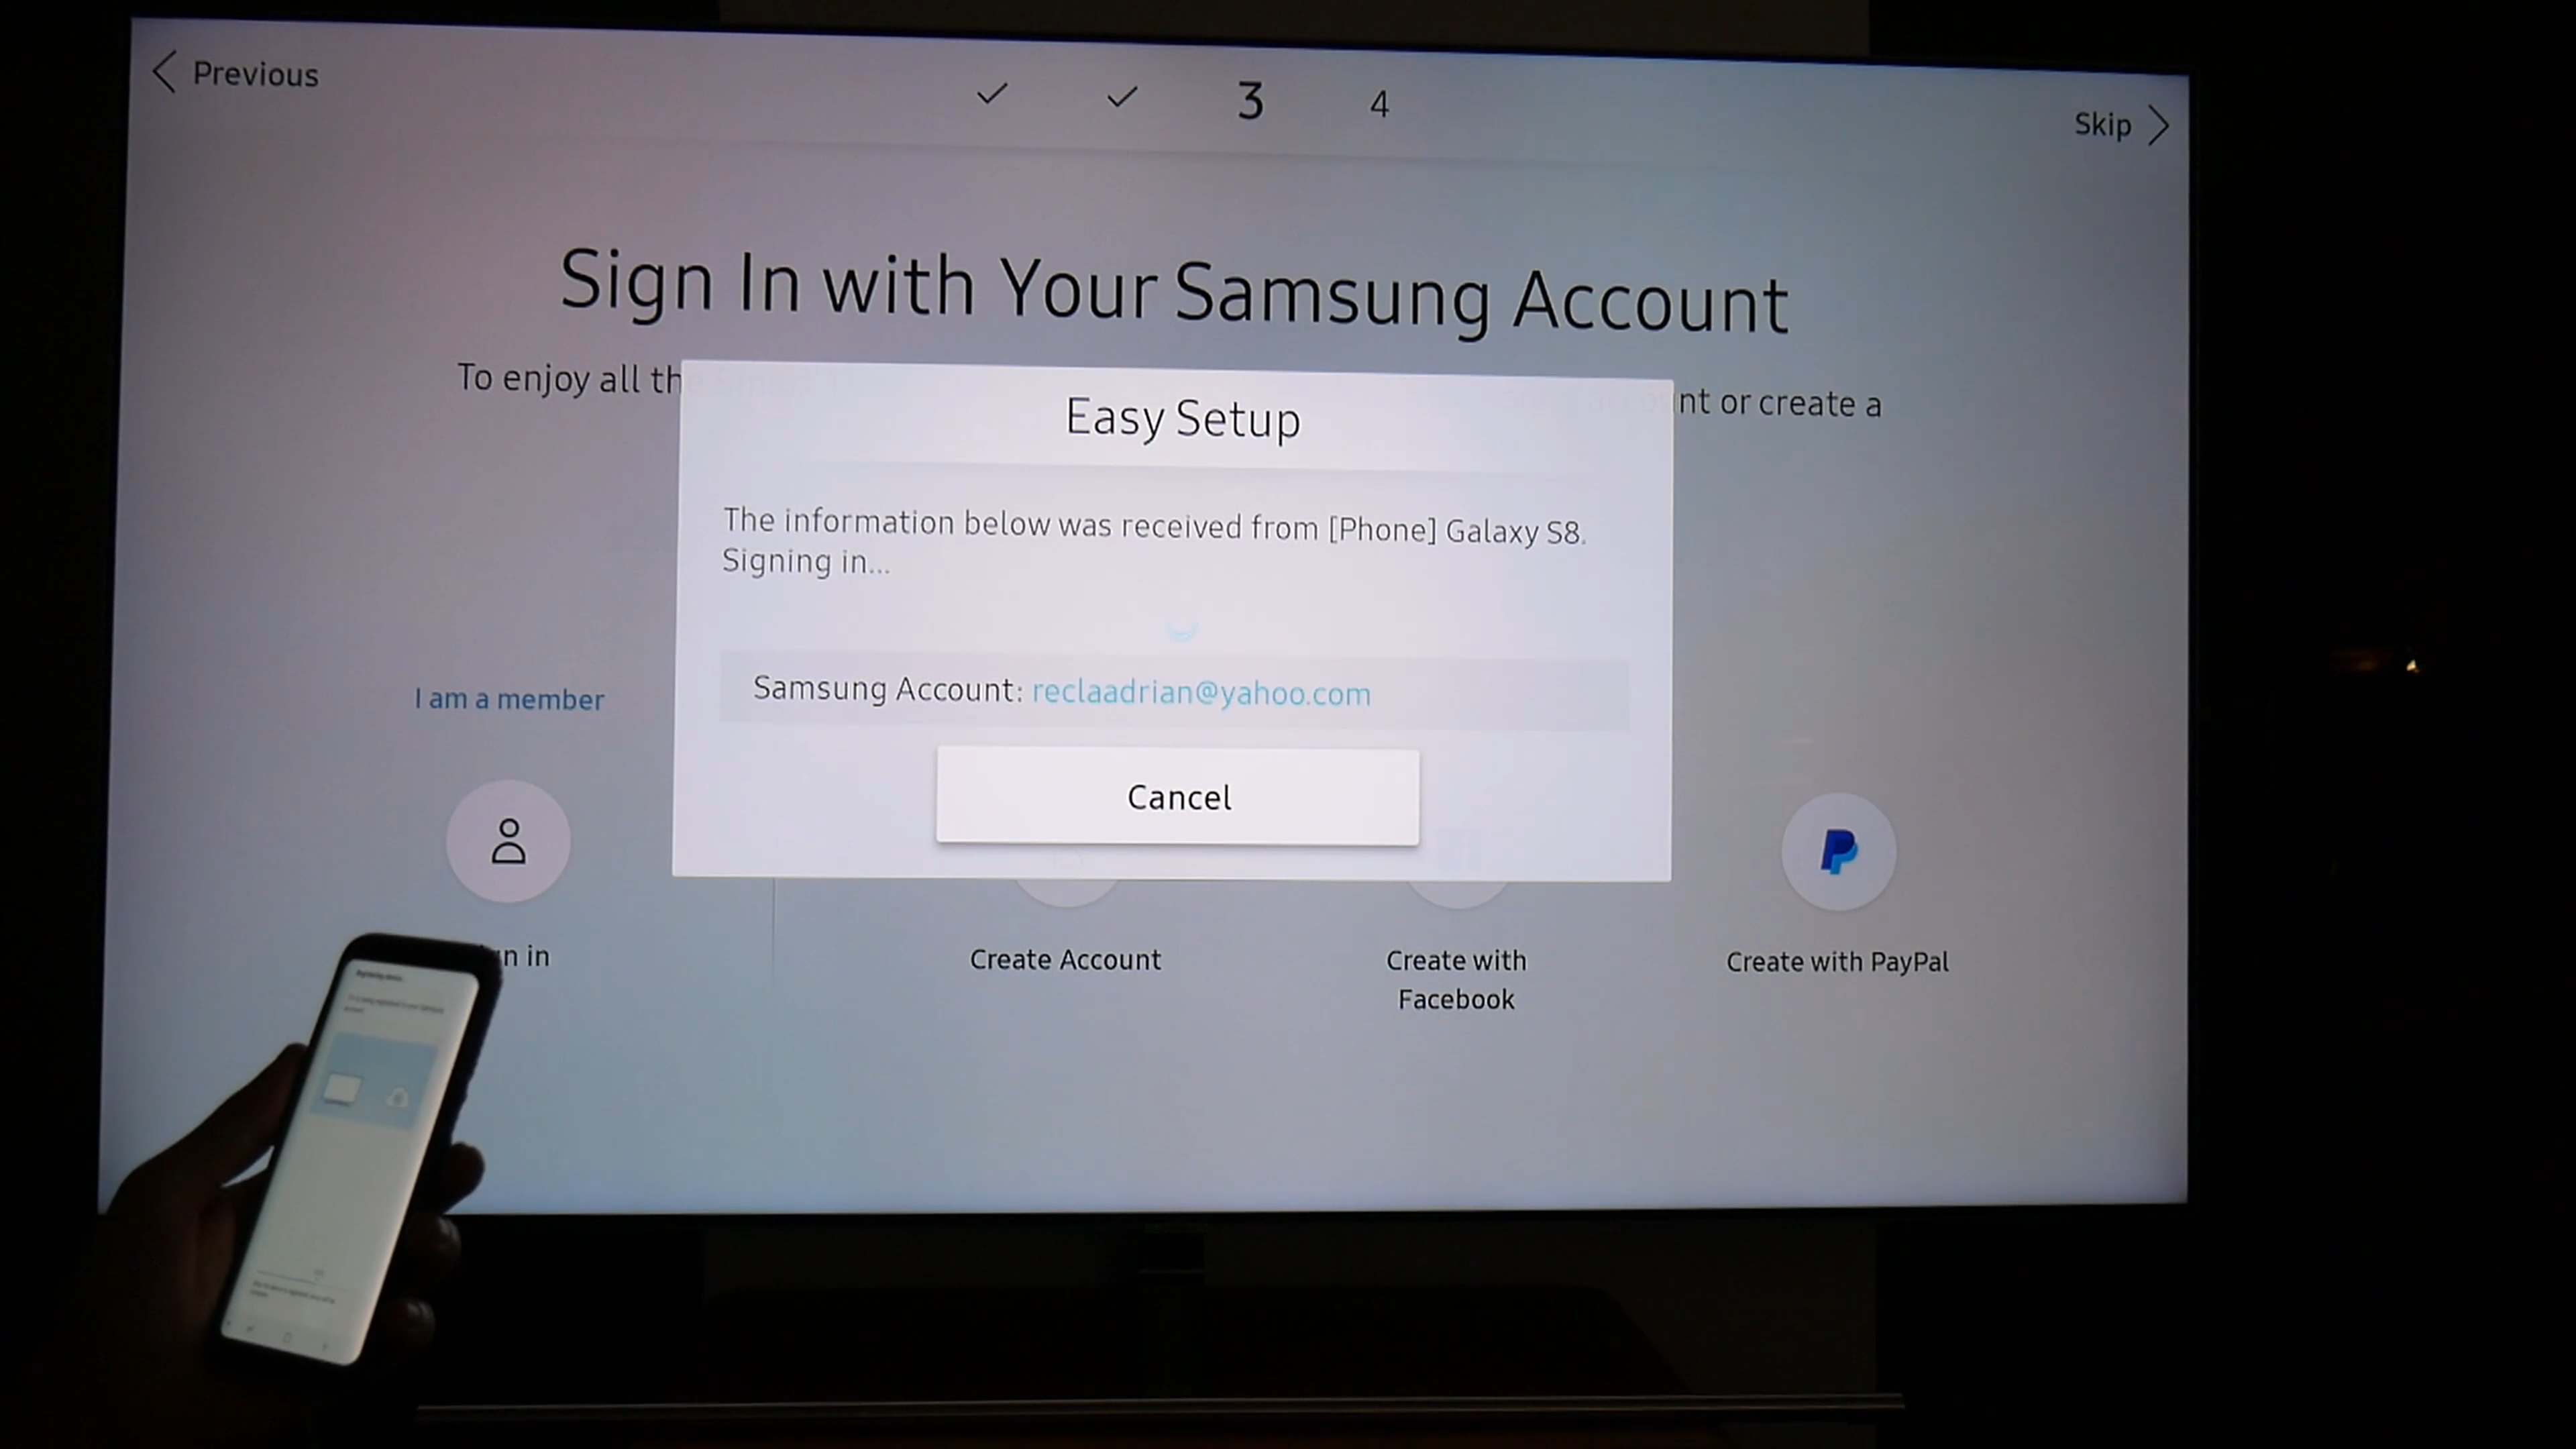 Previous
3
4
Skip
Sign In with Your Samsung Account
To enjoy all th
nt or create a
Easy Setup
The information below was received from [Phone] Galaxy S8.
Signing in...
Samsung Account: reclaadrian@yahoo.com
Cancel
I am a member
n in
Create Account
Create with
Facebook
Create with PayPal